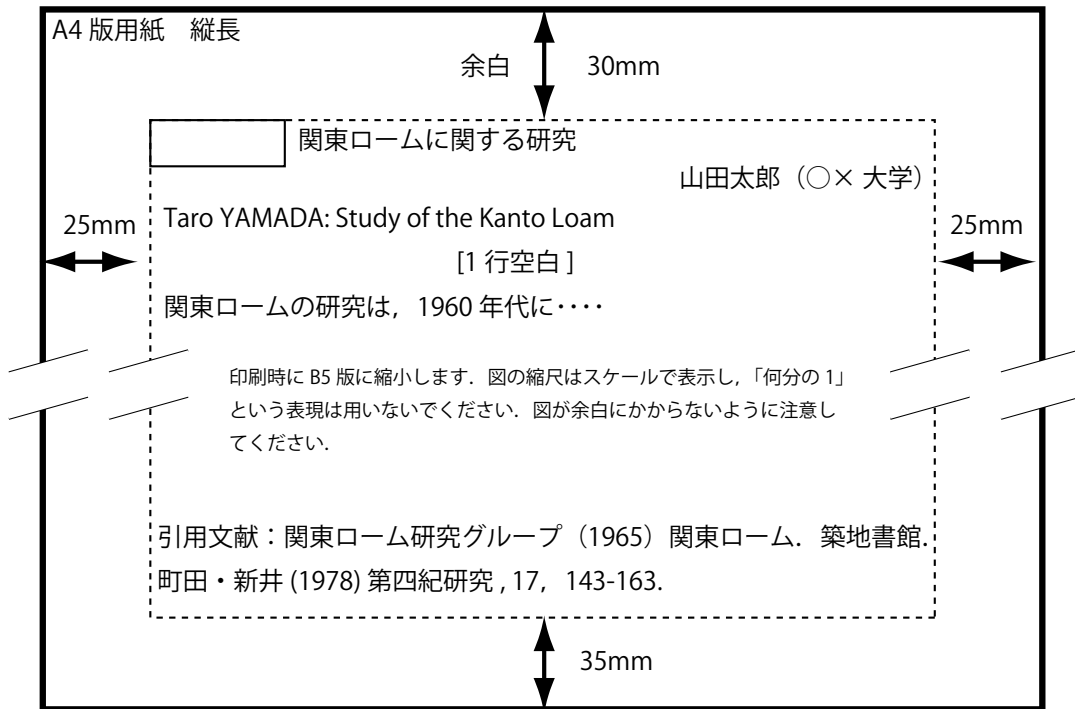 A4 版用紙　縦長
余白　30mm
関東ロームに関する研究
山田太郎（○× 大学）
25mm
Taro YAMADA: Study of the Kanto Loam
25mm
[1 行空白 ]
関東ロームの研究は，1960 年代に････
印刷時に B5 版に縮小します．図の縮尺はスケールで表示し，「何分の 1」
という表現は用いないでください．図が余白にかからないように注意し
てください．
引用文献：関東ローム研究グループ（1965）関東ローム．築地書館．
町田・新井 (1978) 第四紀研究 , 17，143-163.
35mm